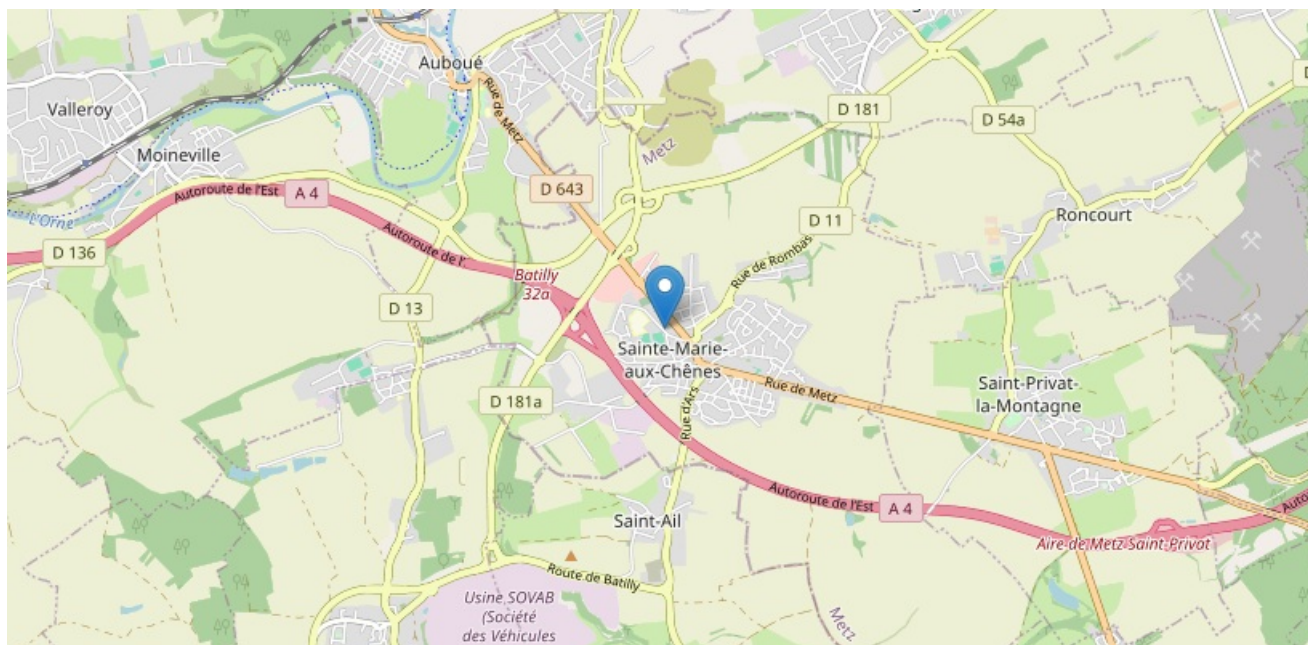 Auboué
Valleroy
Rue de Metz
D 181
D 54a
Moineville
Metz
D 643
Autoroute de l'Est
A 4
L'Orne
D 11
Roncourt
Autoroute de l'.
D 136
Rue de Rombas
Batilly
32a
D 13
Sainte-Marie-
aux-Chênes
Rue de Metz
Saint-Privat-
la-Montagne
D 181a
Rue d'Ars
Autoroute de l'Est
A 4
Saint-Ail
Aire de Metz Saint-Privat
Route de Batilly
Usine SOVAB
(Société
des Véhicules
Metz